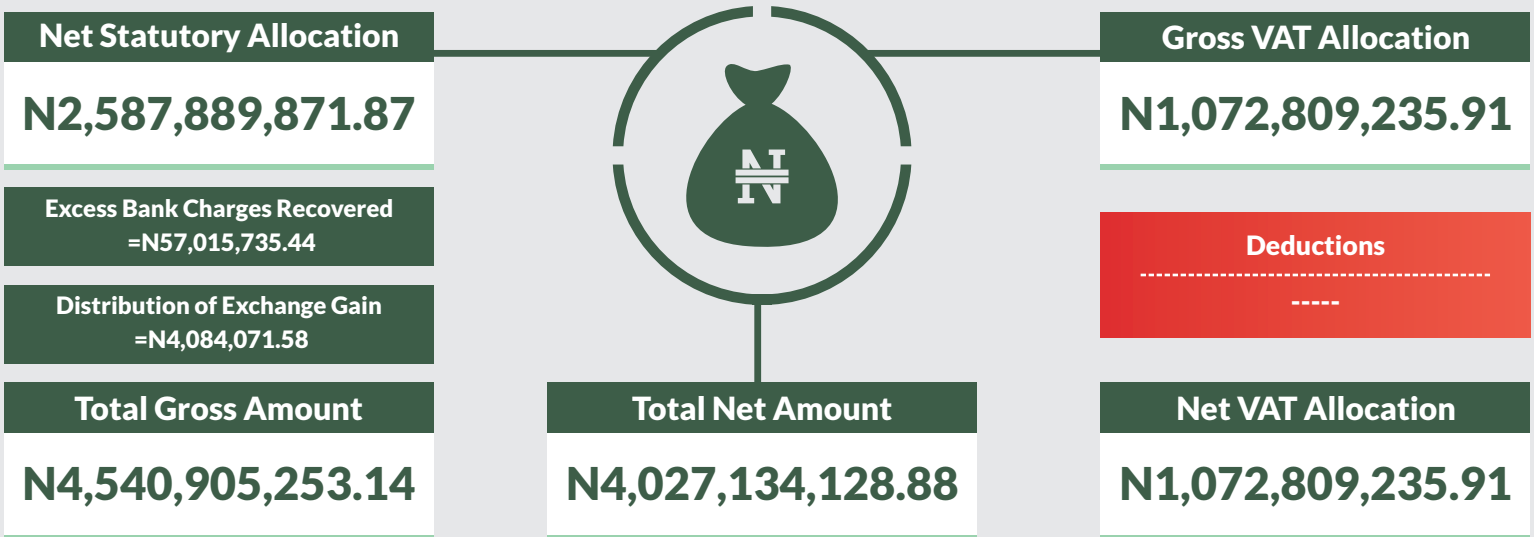 Net Statutory Allocation
N2,587,889,871.87
Excess Bank Charges Recovered
=N57,015,735.44
Distribution of Exchange Gain
=N4,084,071.58
Total Gross Amount
N4,540,905,253.14
₦
Total Net Amount
N4,027,134,128.88
Gross VAT Allocation
N1,072,809,235.91
Deductions
-----
Net VAT Allocation
N1,072,809,235.91